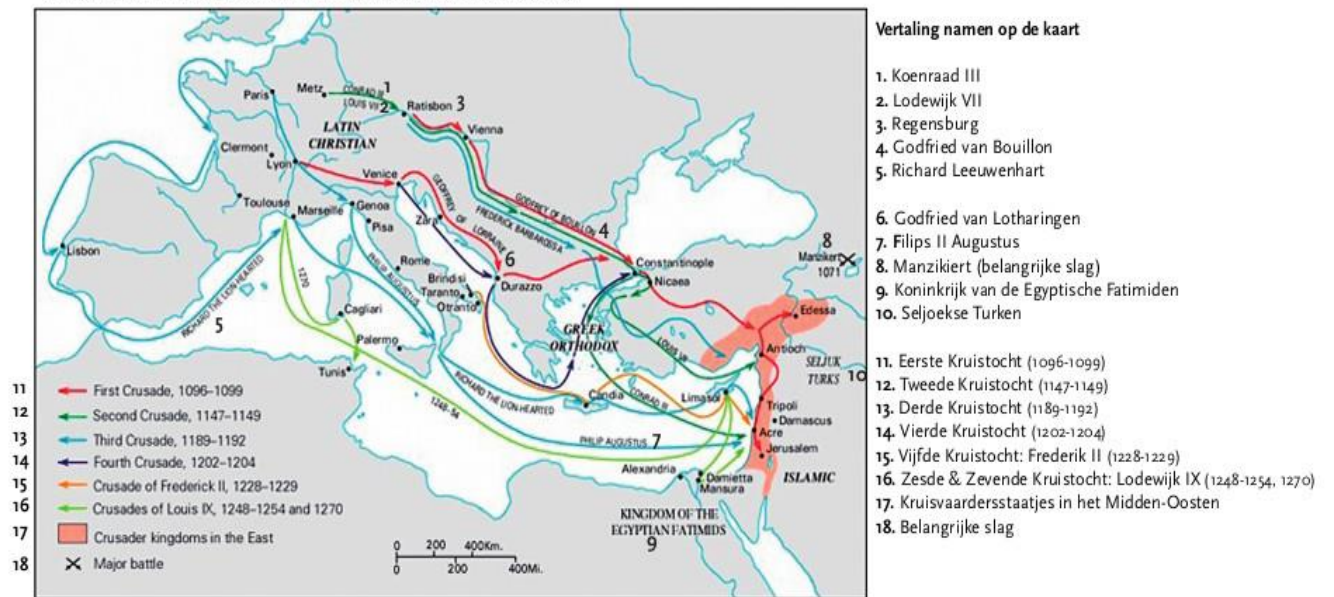 Vertaling namen op de kaart
1. Koenraad III
2. Lodewijk VII
3. Regensburg
4. Godfried van Bouillon
5. Richard Leeuwenhart
6. Godfried van Lotharingen
7. Filips II Augustus
8. Manzikiert (belangrijke slag)
9. Koninkrijk van de Egyptische Fatimiden
10. Seljoekse Turken
11. Eerste Kruistocht (1096-1099)
12. Tweede Kruistocht (1147-1149)
13. Derde Kruistocht (1189-1192)
14. Vierde Kruistocht (1202-1204)
15. Vijfde Kruistocht: Frederik II (1228-1229)
16. Zesde & Zevende Kruistocht: Lodewijk IX (1248-1254, 1270)
17. Kruisvaardersstaatjes in het Midden-Oosten
18. Belangrijke slag
Paris
Metz
CONRAD III 1
LOUIS VII 2
Ratisbon 3
Vienna
LATIN
CHRISTIAN
Clermont
Lyon
Venice
Toulouse
Marseille
Genoa
Pisa
Zara
GEOFFREY OF LORRAINE 6
GODFREY OF BOUILLON 4
FREDERICK BARBAROSSA
Lisbon
RICHARD THE LION-HEARTED 5
1270
Rome
PHILIP AUGUSTUS
Brindisi
Taranto
Otranto
Durazzo
Constantinople
Nicaea
8
Manzikert
1071
Edessa
Cagliari
Palermo
Tunis
GREEK
ORTHODOX
LOUIS VII
Antioch
SELJUK
TURKS 10
RICHARD THE LION-HEARTED
Candia
CONRAD III
Limasol
Tripoli
Damascus
1248-54
PHILIP AUGUSTUS 7
Acre
Jerusalem
Alexandria
Damietta
Mansura
ISLAMIC
KINGDOM OF THE
EGYPTIAN FATIMIDS
9
11 First Crusade, 1096–1099
12 Second Crusade, 1147–1149
13 Third Crusade, 1189–1192
14 Fourth Crusade, 1202–1204
15 Crusade of Frederick II, 1228–1229
16 Crusades of Louis IX, 1248–1254 and 1270
17 Crusader kingdoms in the East
18 Major battle
0 200 400Km.
0 200 400Mi.